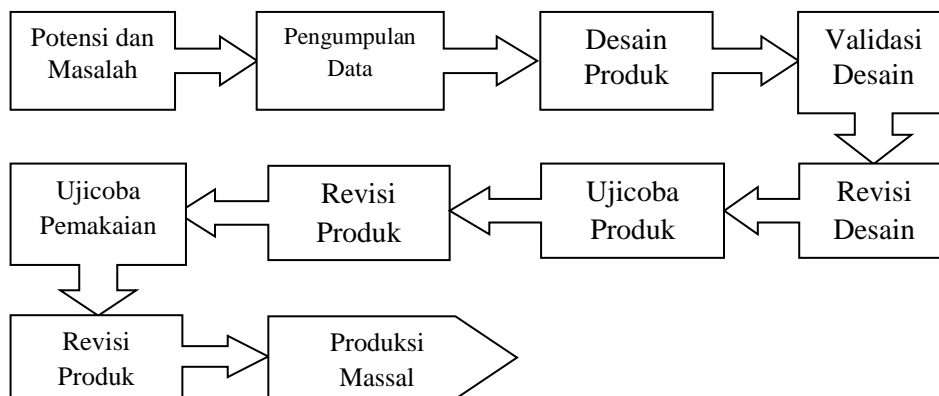 Potensi dan
Masalah
Pengumpulan
Data
Desain
Produk
Validasi
Desain
Revisi
Desain
Ujicoba
Produk
Revisi
Produk
Ujicoba
Pemakaian
Revisi
Produk
Produksi
Massal